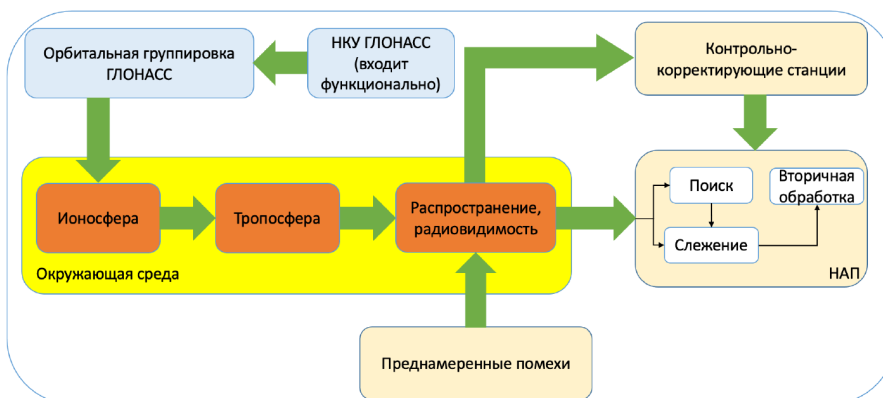 Орбитальная группировка
ГЛОНАСС
НКУ ГЛОНАСС
(входит
функционально)
Контрольно-
корректирующие станции
Ионосфера
Тропосфера
Распространение,
радиовидимость
Окружающая среда
Поиск
Вторичная
обработка
Слежение
НАП
Преднамеренные помехи